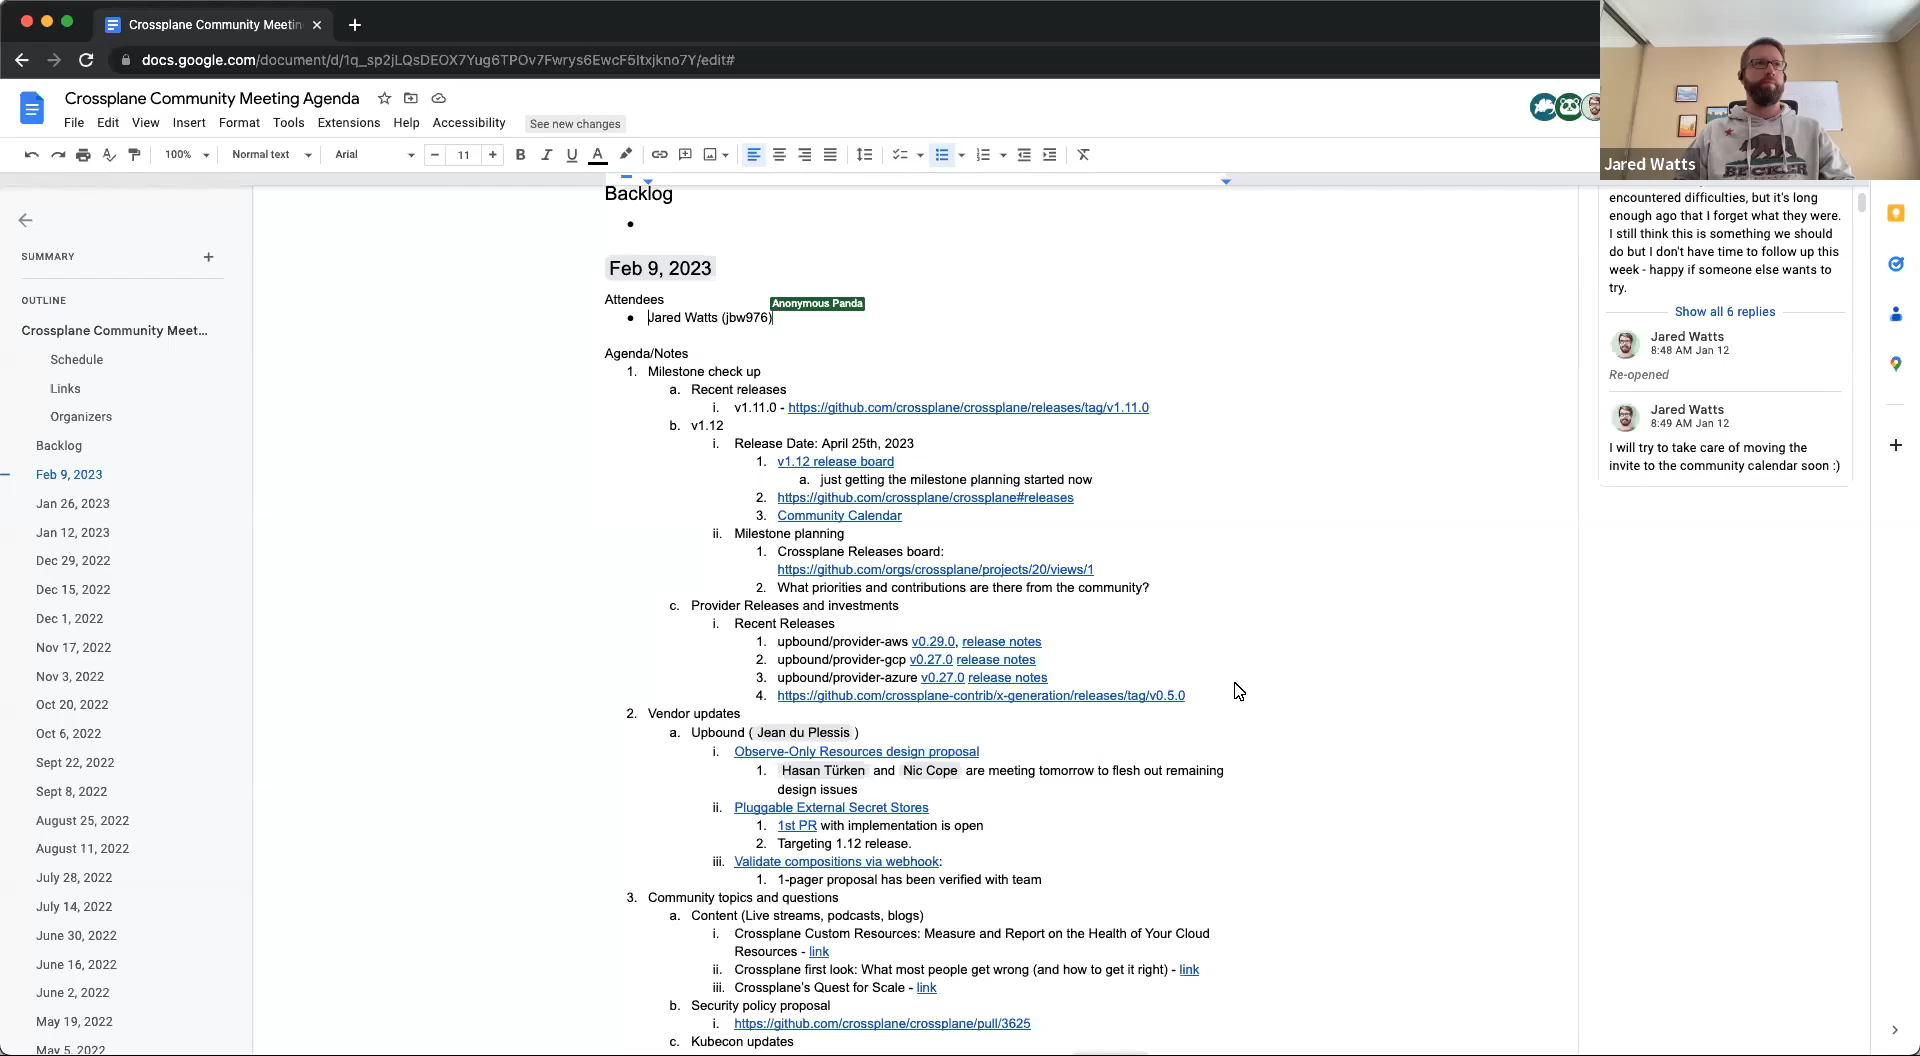 Crossplane Community Meetin
docs.google.com/document/d/1q_sp2jLQsDEOX7Yug6TPOv7Fwrys6EwcF5Itxjkno7Y/edit#
Crossplane Community Meeting Agenda
File Edit View Insert Format Tools Extensions Help Accessibility See new changes
100% Normal text Arial 11
Jared Watts
SUMMARY
OUTLINE
Crossplane Community Meet...
Schedule
Links
Organizers
Backlog
Feb 9, 2023
Jan 26, 2023
Jan 12, 2023
Dec 29, 2022
Dec 15, 2022
Dec 1, 2022
Nov 17, 2022
Nov 3, 2022
Oct 20, 2022
Oct 6, 2022
Sept 22, 2022
Sept 8, 2022
August 25, 2022
August 11, 2022
July 28, 2022
July 14, 2022
June 30, 2022
June 16, 2022
June 2, 2022
May 19, 2022
May 5, 2022
Backlog
Feb 9, 2023
Attendees
Anonymous Panda
Jared Watts (jbw976)
Agenda/Notes
1. Milestone check up
a. Recent releases
i. v1.11.0 - https://github.com/crossplane/crossplane/releases/tag/v1.11.0
b. v1.12
i. Release Date: April 25th, 2023
1. v1.12 release board
a. just getting the milestone planning started now
2. https://github.com/crossplane/crossplane#releases
3. Community Calendar
ii. Milestone planning
1. Crossplane Releases board:
https://github.com/orgs/crossplane/projects/20/views/1
2. What priorities and contributions are there from the community?
c. Provider Releases and investments
i. Recent Releases
1. upbound/provider-aws v0.29.0, release notes
2. upbound/provider-gcp v0.27.0 release notes
3. upbound/provider-azure v0.27.0 release notes
4. https://github.com/crossplane-contrib/x-generation/releases/tag/v0.5.0
2. Vendor updates
a. Upbound ( Jean du Plessis )
i. Observe-Only Resources design proposal
1. Hasan Türken and Nic Cope are meeting tomorrow to flesh out remaining
design issues
ii. Pluggable External Secret Stores
1. 1st PR with implementation is open
2. Targeting 1.12 release.
iii. Validate compositions via webhook:
1. 1-pager proposal has been verified with team
3. Community topics and questions
a. Content (Live streams, podcasts, blogs)
i. Crossplane Custom Resources: Measure and Report on the Health of Your Cloud
Resources - link
ii. Crossplane first look: What most people get wrong (and how to get it right) - link
iii. Crossplane's Quest for Scale - link
b. Security policy proposal
i. https://github.com/crossplane/crossplane/pull/3625
c. Kubecon updates
encountered difficulties, but it's long
enough ago that I forget what they were.
I still think this is something we should
do but I don't have time to follow up this
week - happy if someone else wants to
try.
Show all 6 replies
Jared Watts
8:48 AM Jan 12
Re-opened
Jared Watts
8:49 AM Jan 12
I will try to take care of moving the
invite to the community calendar soon :)